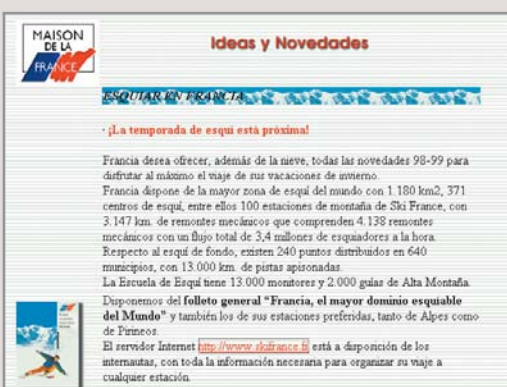 MAISON
DE LA
FRANCE
Ideas y Novedades
ESQUIAR EN FRANCIA
· ¡La temporada de esquí está próxima!
Francia desea ofrecer, además de la nieve, todas las novedades 98-99 para
disfrutar al máximo el viaje de sus vacaciones de invierno.
Francia dispone de la mayor zona de esquí del mundo con 1.180 km2, 371
centros de esquí, entre ellos 100 estaciones de montaña de Ski France, con
3.147 km. de remontes mecánicos que comprenden 4.138 remontes
mecánicos con un flujo total de 3,4 millones de esquiadores a la hora.
Respecto al esquí de fondo, existen 240 puntos distribuidos en 640
municipios, con 13.000 km. de pistas apisonadas.
La Escuela de Esquí tiene 13.000 monitores y 2.000 guías de Alta Montaña.
Disponemos del folleto general "Francia, el mayor dominio esquiable
del Mundo" y también los de sus estaciones preferidas, tanto de Alpes como
de Pirineos.
El servidor Internet http://www.skifrance.fr está a disposición de los
internautas, con toda la información necesaria para organizar su viaje a
cualquier estación.